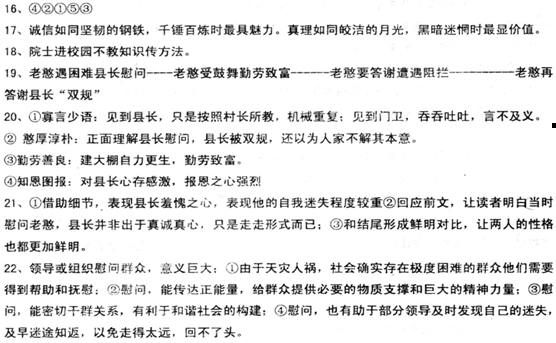 16、④②①⑤③
17、诚信如同坚韧的钢铁，千锤百炼时最具魅力。真理如同皎洁的月光，黑暗迷惘时最显价值。
18、院士进校园不教知识传方法。
19、老憨遇困难县长慰问----老憨受鼓舞勤劳致富------老憨要答谢遭遇阻拦----------老憨再
答谢县长“双规”
20、①寡言少语：见到县长，只是按照村长所教，机械重复；见到门卫，吞吞吐吐，言不及义。
② 憨厚淳朴：正面理解县长慰问，县长被双规，还以为人家不解其本意。
③勤劳善良：建大棚自力更生，勤劳致富。
④知恩图报：对县长心存感激，报恩之心强烈
21、①借助细节，表现县长羞愧之心，表现他的自我迷失程度较重②回应前文，让读者明白当时
慰问老憨，县长并非出于真诚真心，只是走走形式而已；③和结尾形成鲜明对比，让两人的性格
也都更加鲜明。
22、领导或组织慰问群众，意义巨大；①由于天灾人祸，社会确实存在极度困难的群众他们需要
得到帮助和抚慰；②慰问，能传达正能量，给群众提供必要的物质支撑和巨大的精神力量；③慰
问，能密切干群关系，有利于和谐社会的构建；④慰问，也有助于部分领导及时发现自己的迷失，
及早迷途知返，以免走得太远，回不了头。